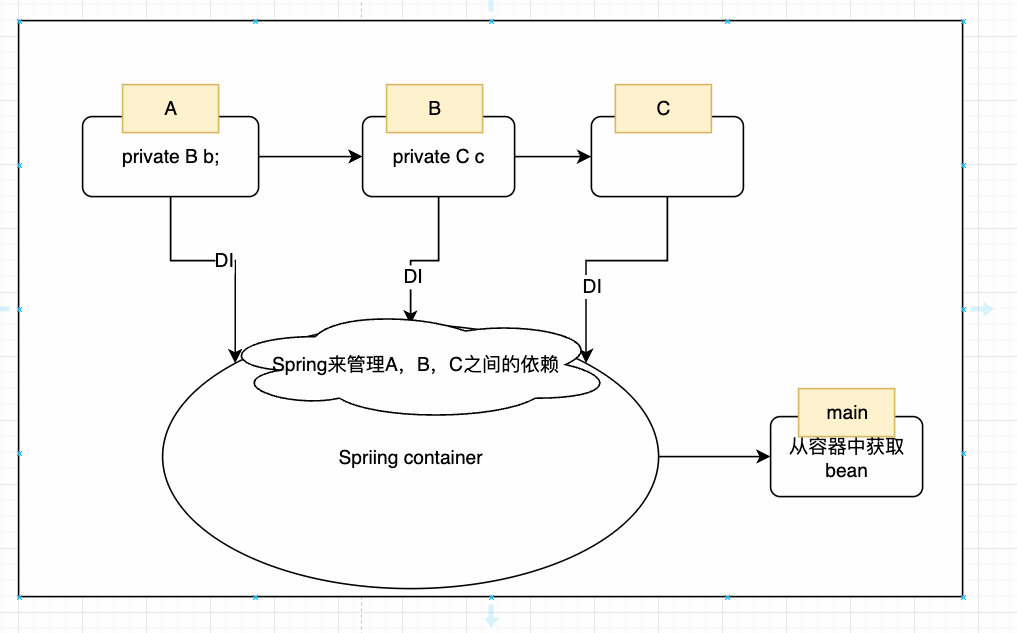 A
B
C
private B b;
private C c
DI
DI
DI
Spring来管理A，B，C之间的依赖
main
从容器中获取
bean
Spriing container